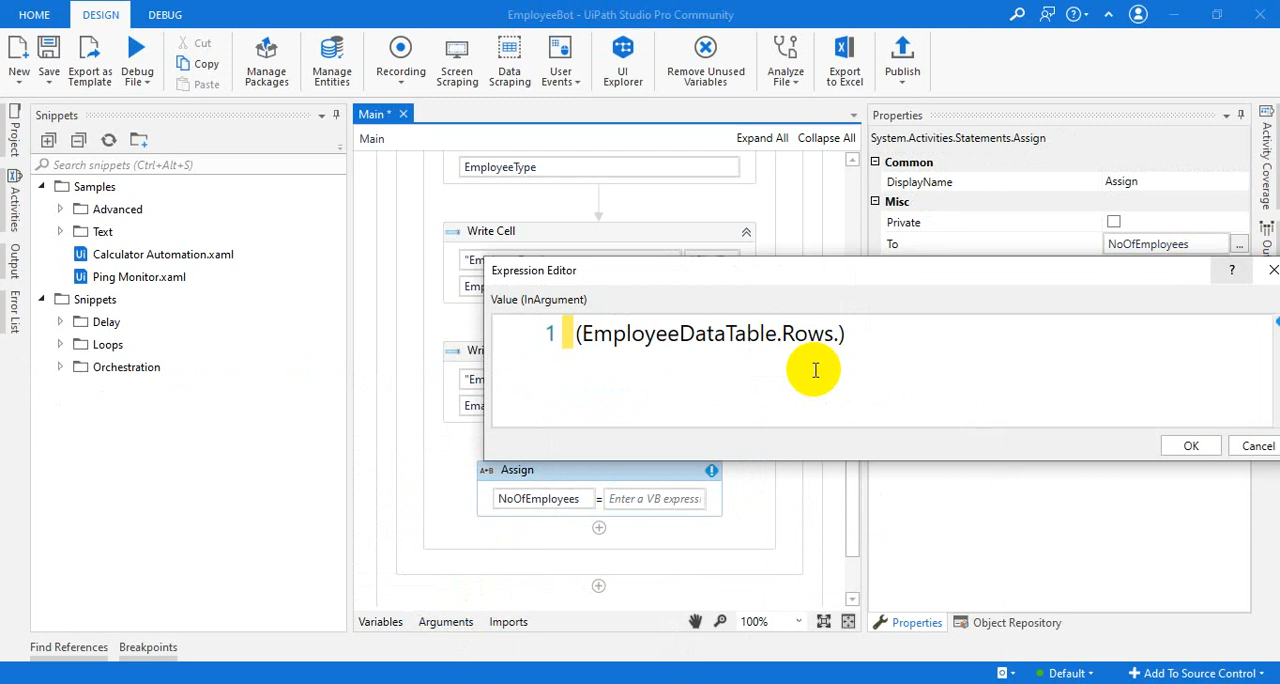 HOME DESIGN DEBUG EmployeeBot - UiPath Studio Pro Community
New Save Export as Template Debug File Cut Copy Paste Manage Packages Manage Entities Recording Screen Scraping Data Scraping User Events UI Explorer Remove Unused Variables Analyze File Export to Excel Publish
Snippets
Search snippets (Ctrl+Alt+S)
Samples
Advanced
Text
Calculator Automation.xaml
Ping Monitor.xaml
Snippets
Delay
Loops
Orchestration
Project
Activities
Output
Error List
Main * ×
Main Expand All Collapse All
EmployeeType
Write Cell
"Em
Emp
Wri
"Em
Ema
Assign
NoOfEmployees = Enter a VB expressi
Variables Arguments Imports 100%
Expression Editor ?
Value (InArgument)
1 (EmployeeDataTable.Rows.)
OK Cancel
Properties
System.Activities.Statements.Assign
Common
DisplayName Assign
Misc
Private
To NoOfEmployees ...
Properties Object Repository
Activity Coverage
Ou
Find References Breakpoints
Default Add To Source Control